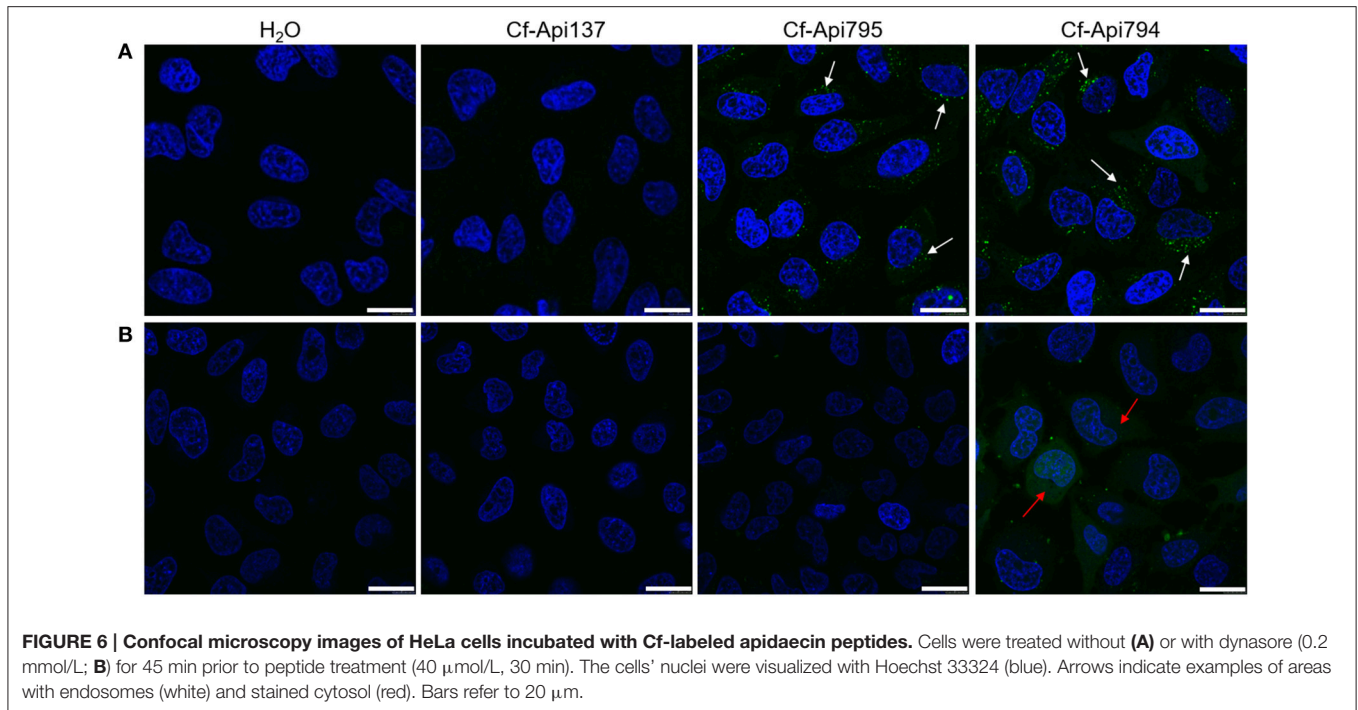 H₂O Cf-Api137 Cf-Api795 Cf-Api794
A
B
FIGURE 6 | Confocal microscopy images of HeLa cells incubated with Cf-labeled apidaecin peptides. Cells were treated without (A) or with dynasore (0.2
mmol/L; B) for 45 min prior to peptide treatment (40 μmol/L, 30 min). The cells' nuclei were visualized with Hoechst 33324 (blue). Arrows indicate examples of areas
with endosomes (white) and stained cytosol (red). Bars refer to 20 μm.